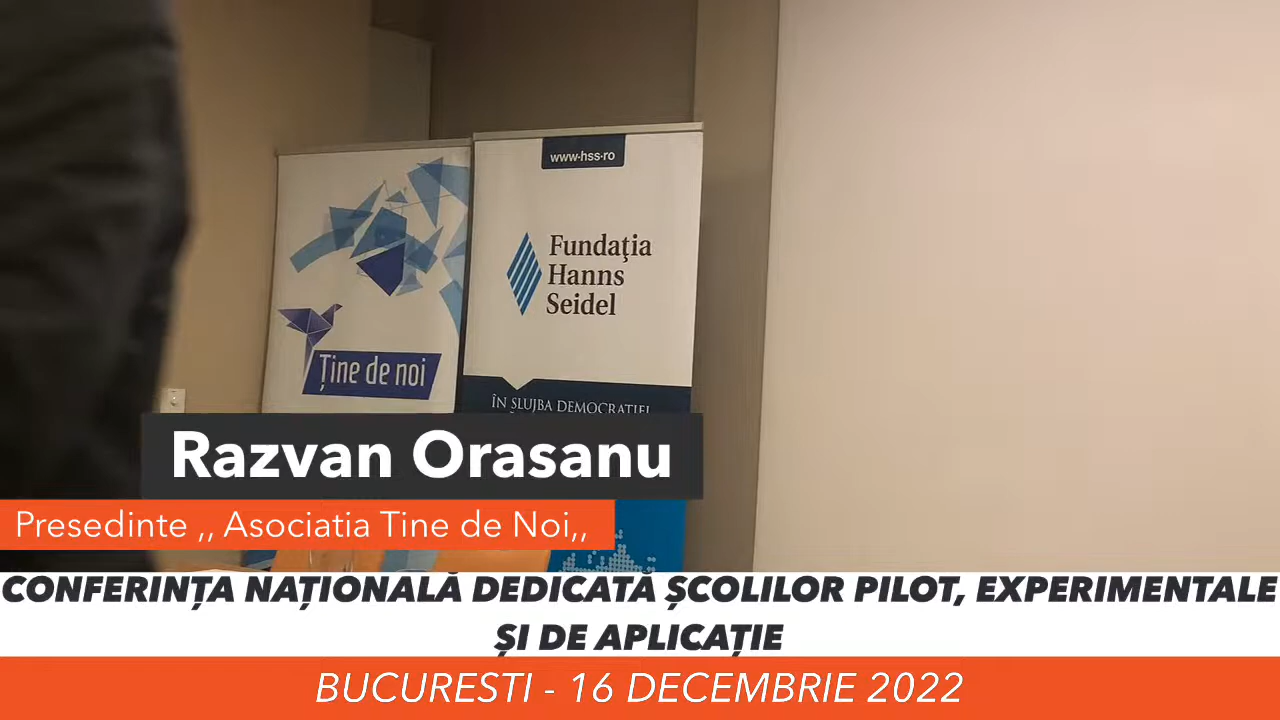 www.hss.ro
Fundaţia
Hanns
Seidel
Ține de noi
ÎN SLUJBA DEMOCRAȚIEI
Razvan Orasanu
Presedinte ,, Asociatia Tine de Noi,,
CONFERINȚA NAȚIONALĂ DEDICATĂ ȘCOLILOR PILOT, EXPERIMENTALE
ȘI DE APLICAȚIE
BUCURESTI - 16 DECEMBRIE 2022